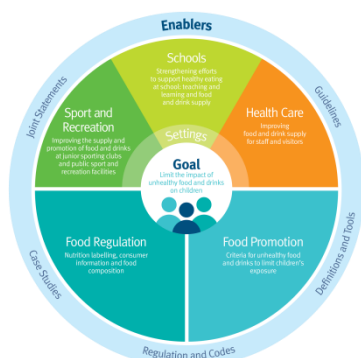 Enablers
Joint Statements
Guidelines
Schools
Strengthening efforts
to support healthy eating
at school: teaching and
learning and food
and drink supply
Sport and
Recreation
Improving the supply and
promotion of food and drinks
at junior sporting clubs
and public sport and
recreation facilities
Health Care
Improving
food and drink supply
for staff and visitors
Settings
Goal
Limit the impact of
unhealthy food and drinks
on children
Food Regulation
Nutrition labelling, consumer
information and food
composition
Food Promotion
Criteria for unhealthy food
and drinks to limit children's
exposure
Case Studies
Definitions and Tools
Regulation and Codes